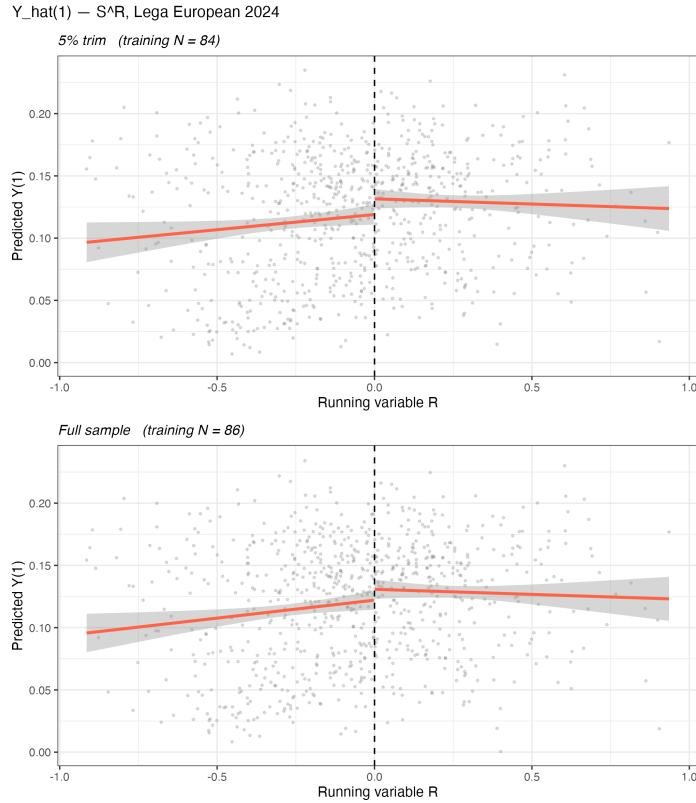 Y_hat(1) — S^R, Lega European 2024
5% trim (training N = 84)
Predicted Y(1)
0.20
0.15
0.10
0.05
0.00
-1.0 -0.5 0.0 0.5 1.0
Running variable R
Full sample (training N = 86)
Predicted Y(1)
0.20
0.15
0.10
0.05
0.00
-1.0 -0.5 0.0 0.5 1.0
Running variable R